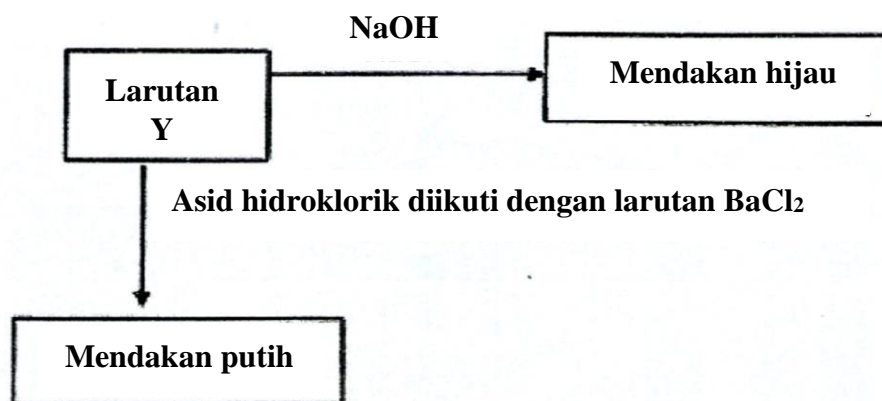 NaOH
Larutan
Y
Mendakan hijau
Asid hidroklorik diikuti dengan larutan BaCl₂
Mendakan putih